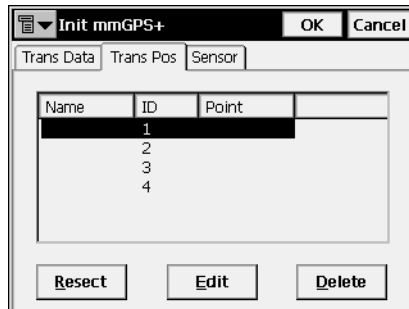 Init mmGPS+ OK Cancel
Trans Data Trans Pos Sensor
Name ID Point
1
2
3
4
Resect Edit Delete